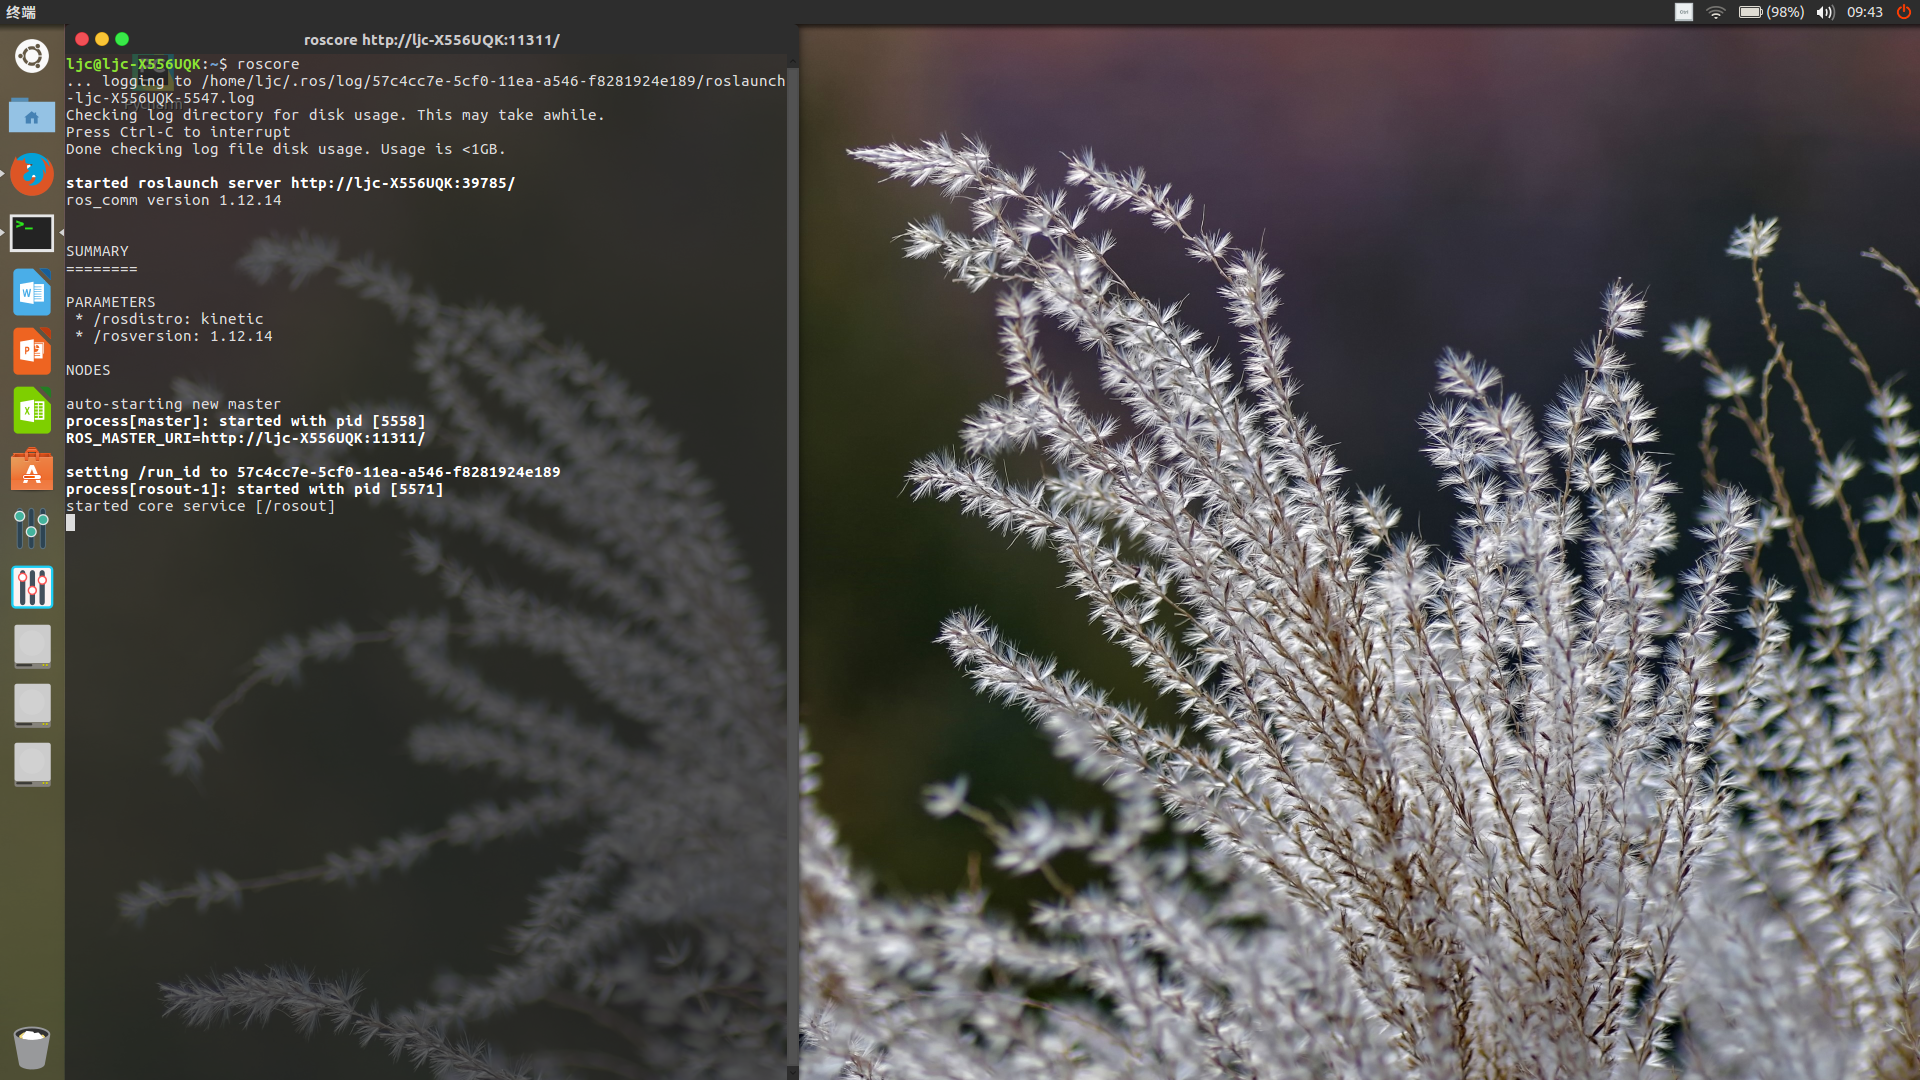 终端
(98%)
09:43
roscore http://ljc-X556UQK:11311/
ljc@ljc-X556UQK:~$ roscore
... logging to /home/ljc/.ros/log/57c4cc7e-5cf0-11ea-a546-f8281924e189/roslaunch
-ljc-X556UQK-5547.log
Checking log directory for disk usage. This may take awhile.
Press Ctrl-C to interrupt
Done checking log file disk usage. Usage is <1GB.
started roslaunch server http://ljc-X556UQK:39785/
ros_comm version 1.12.14
SUMMARY
========
PARAMETERS
* /rosdistro: kinetic
* /rosversion: 1.12.14
NODES
auto-starting new master
process[master]: started with pid [5558]
ROS_MASTER_URI=http://ljc-X556UQK:11311/
setting /run_id to 57c4cc7e-5cf0-11ea-a546-f8281924e189
process[rosout-1]: started with pid [5571]
started core service [/rosout]